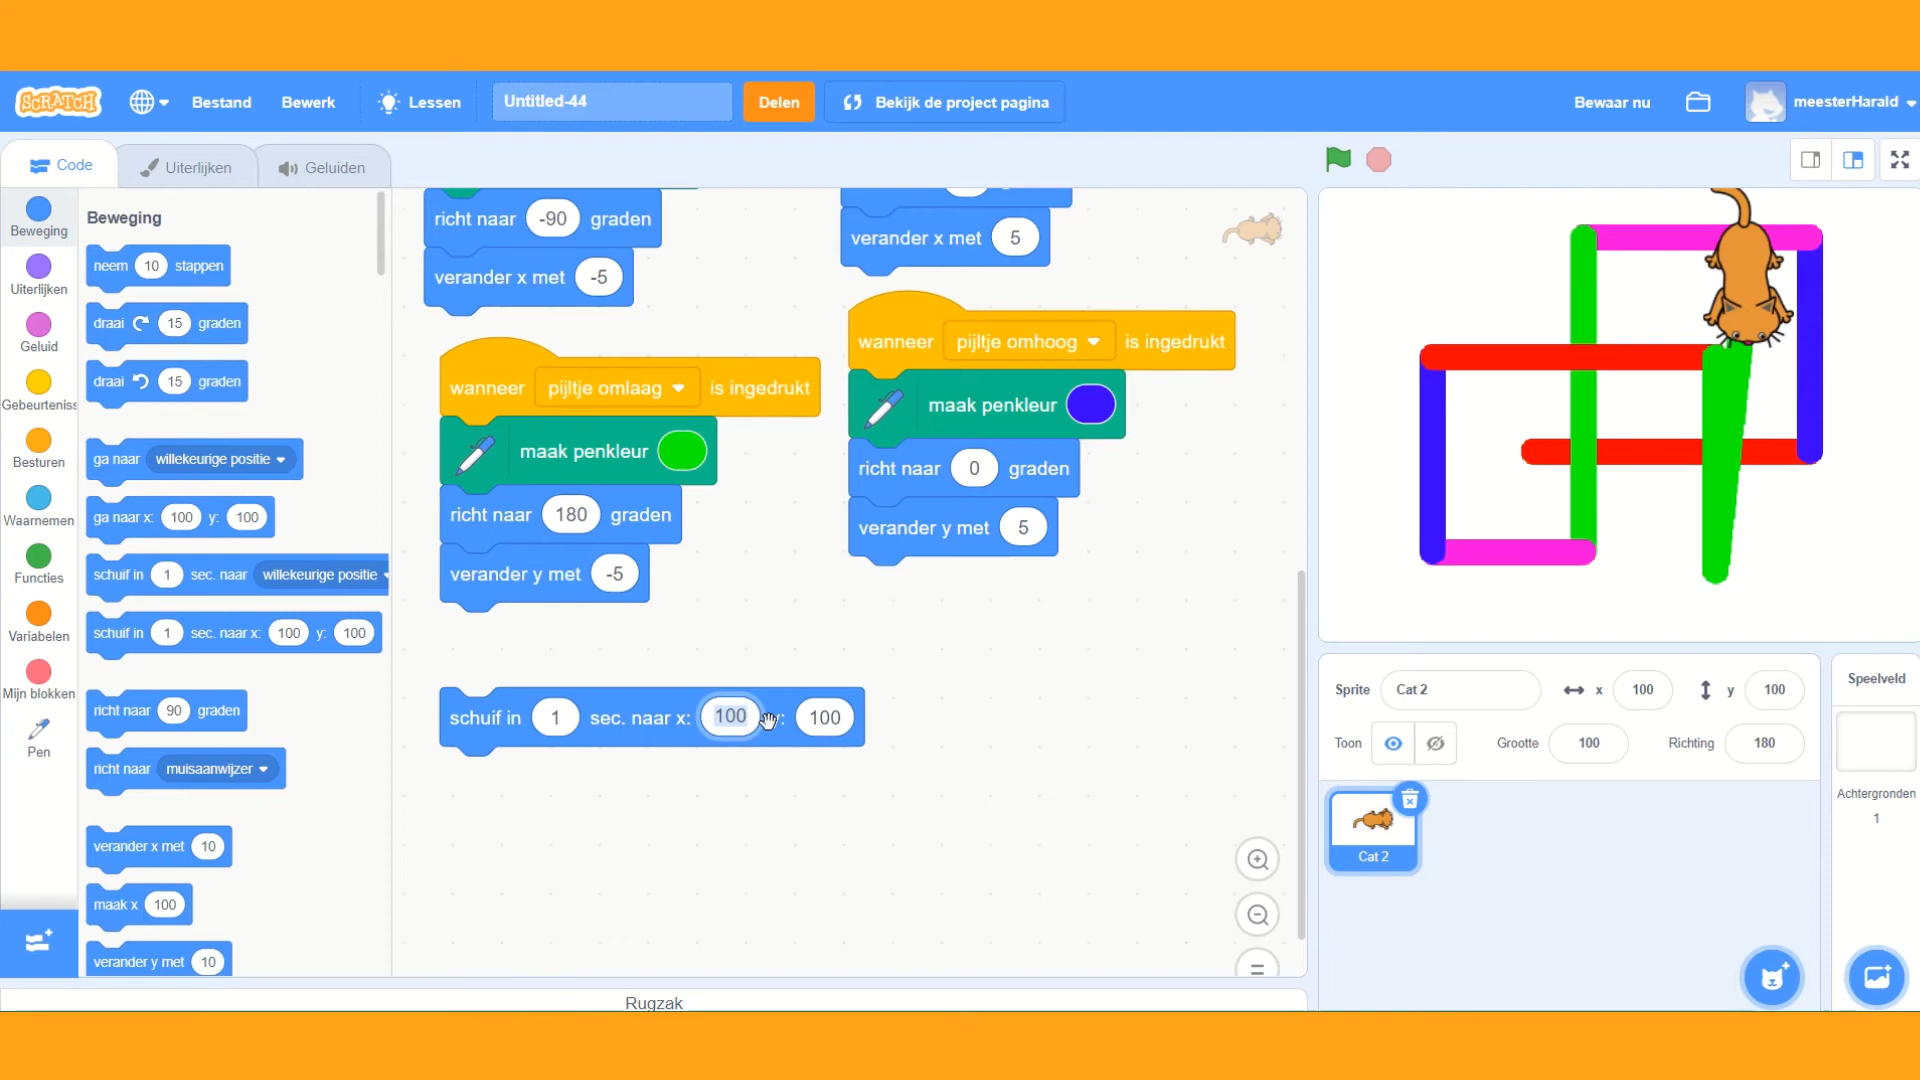 SCRATCH
Bestand
Bewerk
Lessen
Untitled-44
Delen
Bekijk de project pagina
Bewaar nu
meesterHarald
Code
Uiterlijken
Geluiden
Beweging
Uiterlijken
Geluid
Gebeurteniss
Besturen
Waarnemen
Functies
Variabelen
Mijn blokken
Pen
Beweging
neem 10 stappen
draai 15 graden
draai 15 graden
ga naar willekeurige positie
ga naar x: 100 y: 100
schuif in 1 sec. naar willekeurige positie
schuif in 1 sec. naar x: 100 y: 100
richt naar 90 graden
richt naar muisaanwijzer
verander x met 10
maak x 100
verander y met 10
richt naar -90 graden
verander x met -5
wanneer pijltje omlaag is ingedrukt
maak penkleur
richt naar 180 graden
verander y met -5
verander x met 5
wanneer pijltje omhoog is ingedrukt
maak penkleur
richt naar 0 graden
verander y met 5
schuif in 1 sec. naar x: 100 y: 100
Rugzak
Sprite Cat 2 x 100 y 100
Toon Grootte 100 Richting 180
Cat 2
Speelveld
Achtergronden
1